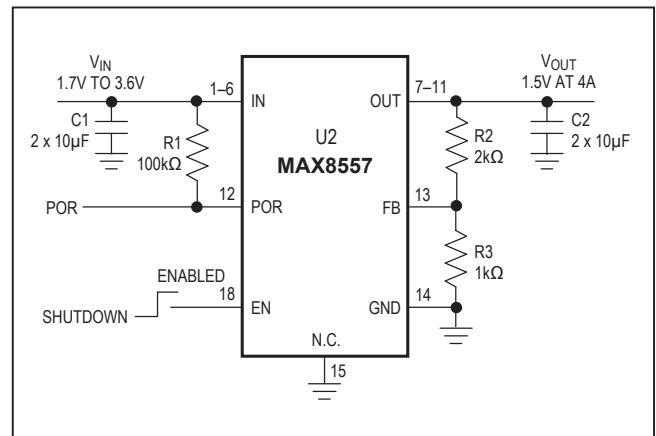 VIN
1.7V TO 3.6V
1–6
IN
C1
2 x 10µF
R1
100kΩ
POR
12
POR
ENABLED
SHUTDOWN
18
EN
U2
MAX8557
N.C.
15
OUT
7–11
VOUT
1.5V AT 4A
R2
2kΩ
C2
2 x 10µF
FB
13
R3
1kΩ
GND
14